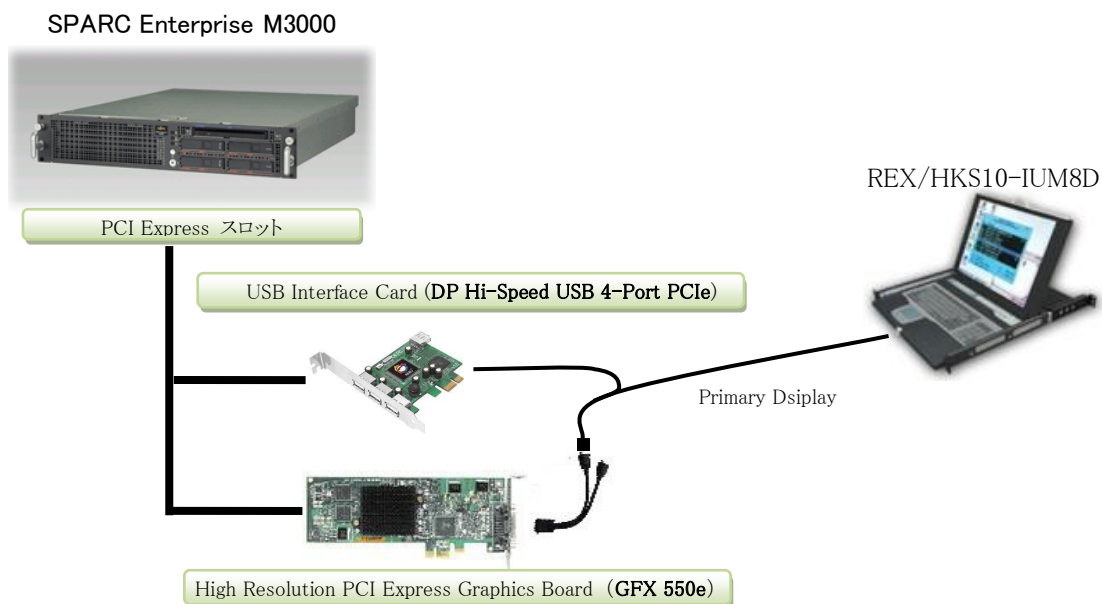 SPARC Enterprise M3000
REX/HKS10-IUM8D
PCI Express スロット
USB Interface Card (DP Hi-Speed USB 4-Port PCIe)
Primary Dsiplay
High Resolution PCI Express Graphics Board (GFX 550e)